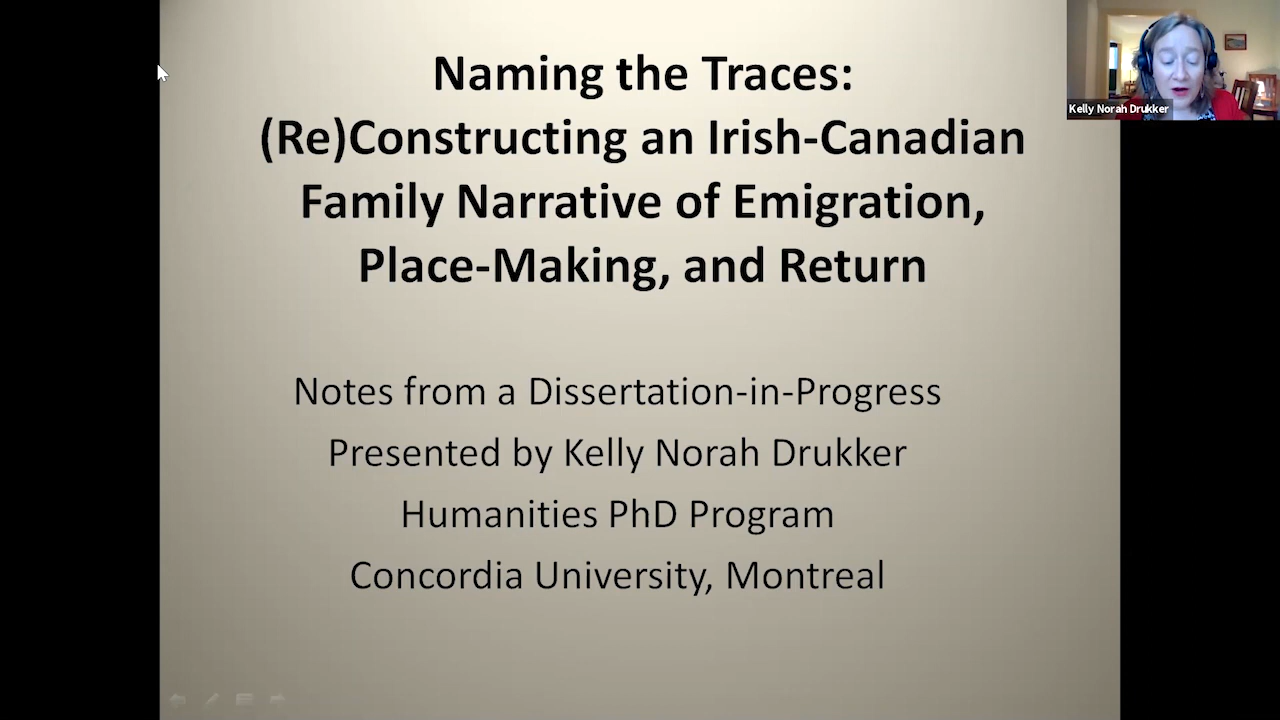 Naming the Traces:
(Re)Constructing an Irish-Canadian
Family Narrative of Emigration,
Place-Making, and Return
Notes from a Dissertation-in-Progress
Presented by Kelly Norah Drukker
Humanities PhD Program
Concordia University, Montreal
Kelly Norah Drukker